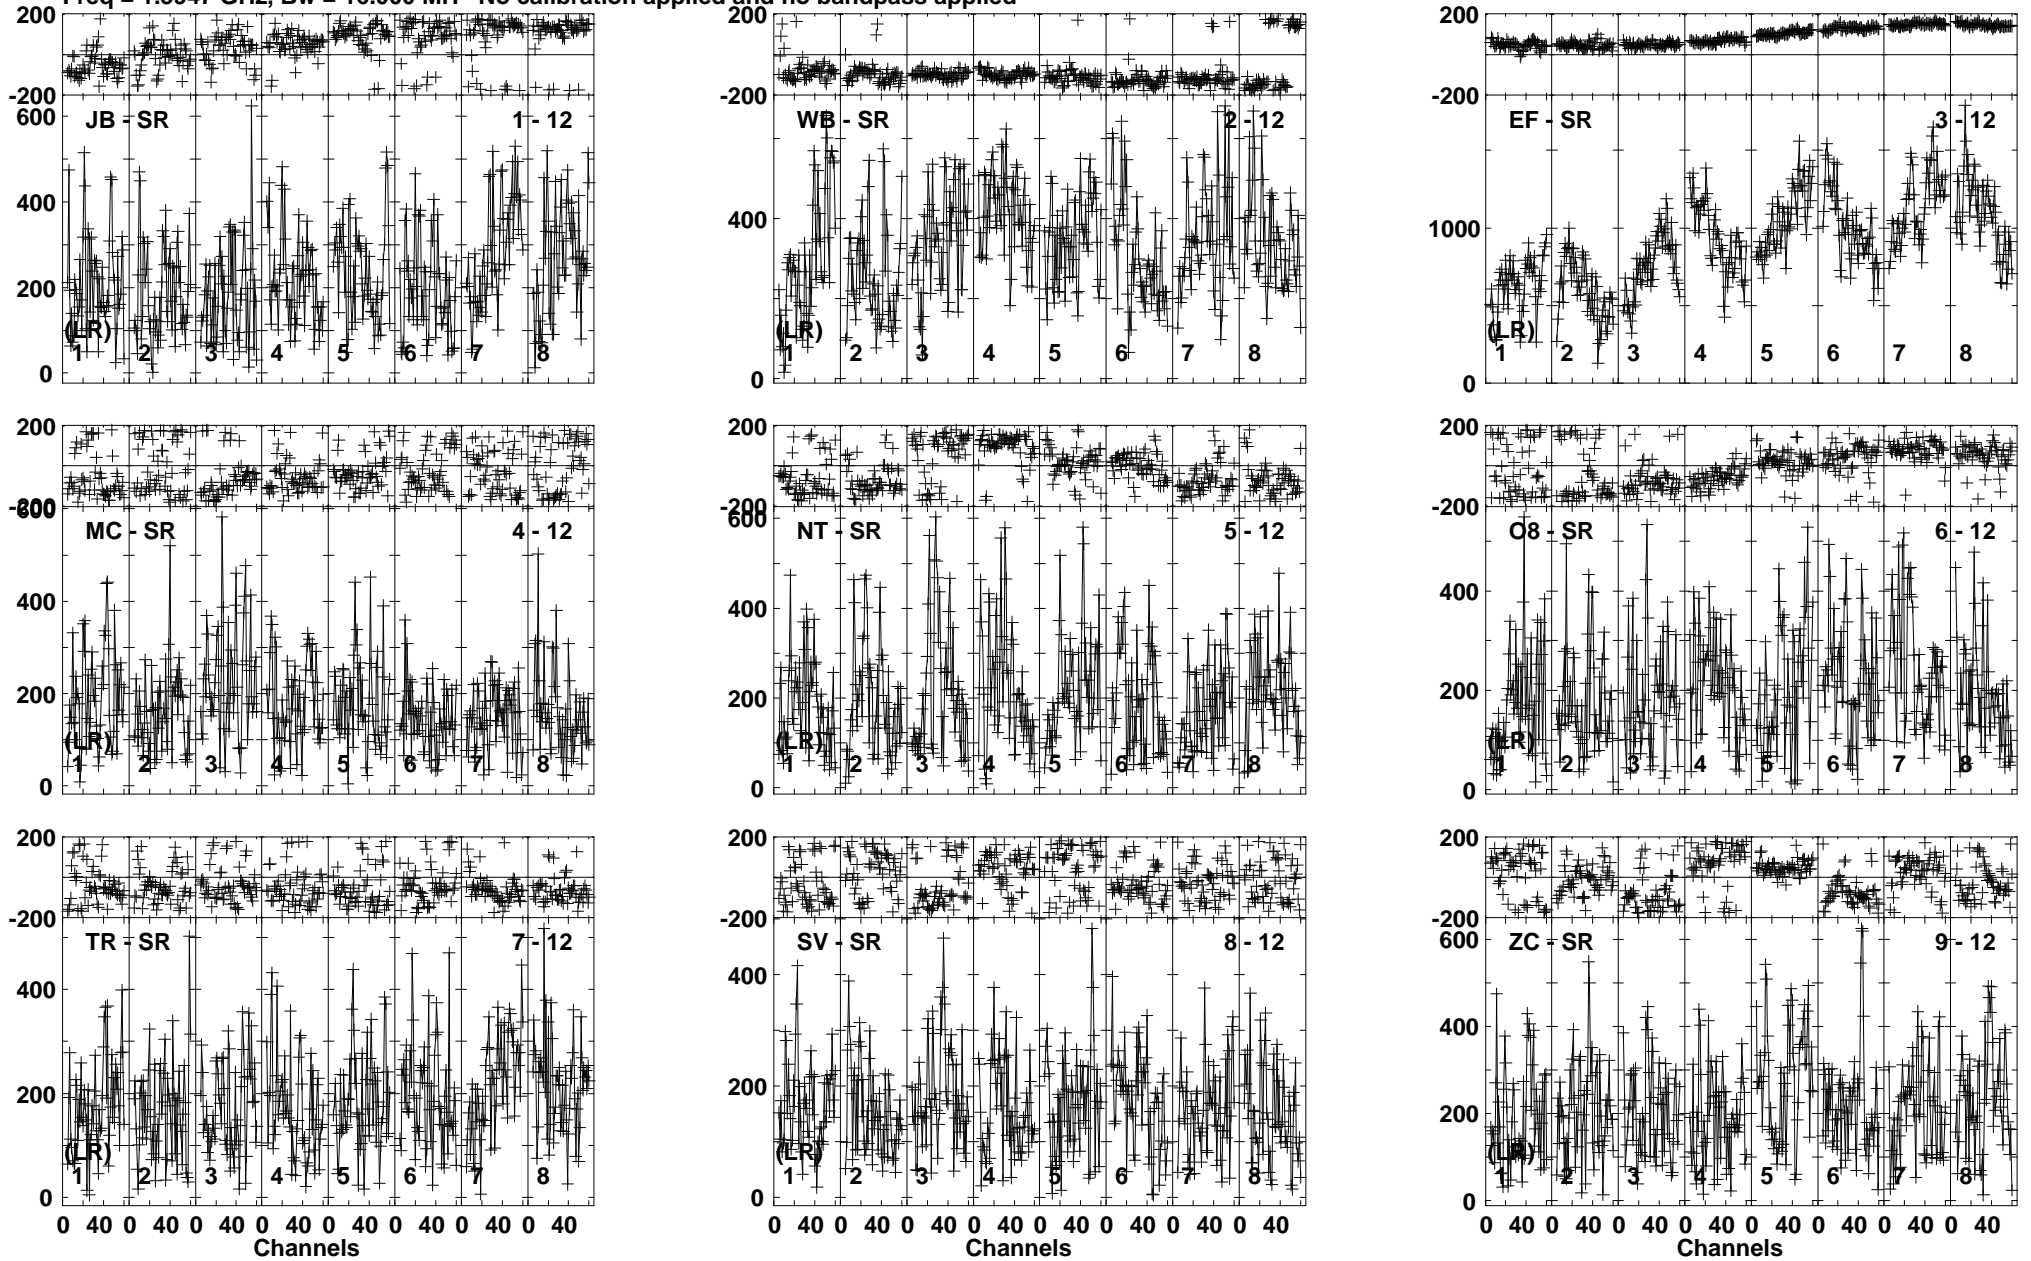 No calibration applied and no bandpass applied
200 200 200
-200 -200 -200
600 JB - SR 1 - 12 WB - SR 2 - 12 EF - SR 3 - 12
400 400 1000
200
(LR) (LR) (LR)
1 2 3 4 5 6 7 8 1 2 3 4 5 6 7 8 1 2 3 4 5 6 7 8
0 0 0
200 200 200
-200 -200 -200
600 MC - SR 4 - 12 600 NT - SR 5 - 12 O8 - SR 6 - 12
400 400 400
200 200 200
(LR) (LR) (LR)
1 2 3 4 5 6 7 8 1 2 3 4 5 6 7 8 1 2 3 4 5 6 7 8
0 0 0
200 200 200
-200 -200 -200
TR - SR 7 - 12 SV - SR 8 - 12 600 ZC - SR 9 - 12
400 400 400
200 200 200
(LR) (LR) (LR)
1 2 3 4 5 6 7 8 1 2 3 4 5 6 7 8 1 2 3 4 5 6 7 8
0 0 0
0 40 0 40 0 40 0 40 0 40 0 40 0 40 0 40 0 40 0 40 0 40 0 40 0 40 0 40 0 40 0 40 0 40 0 40 0 40 0 40 0 40 0 40 0 40 0 40
Channels Channels Channels